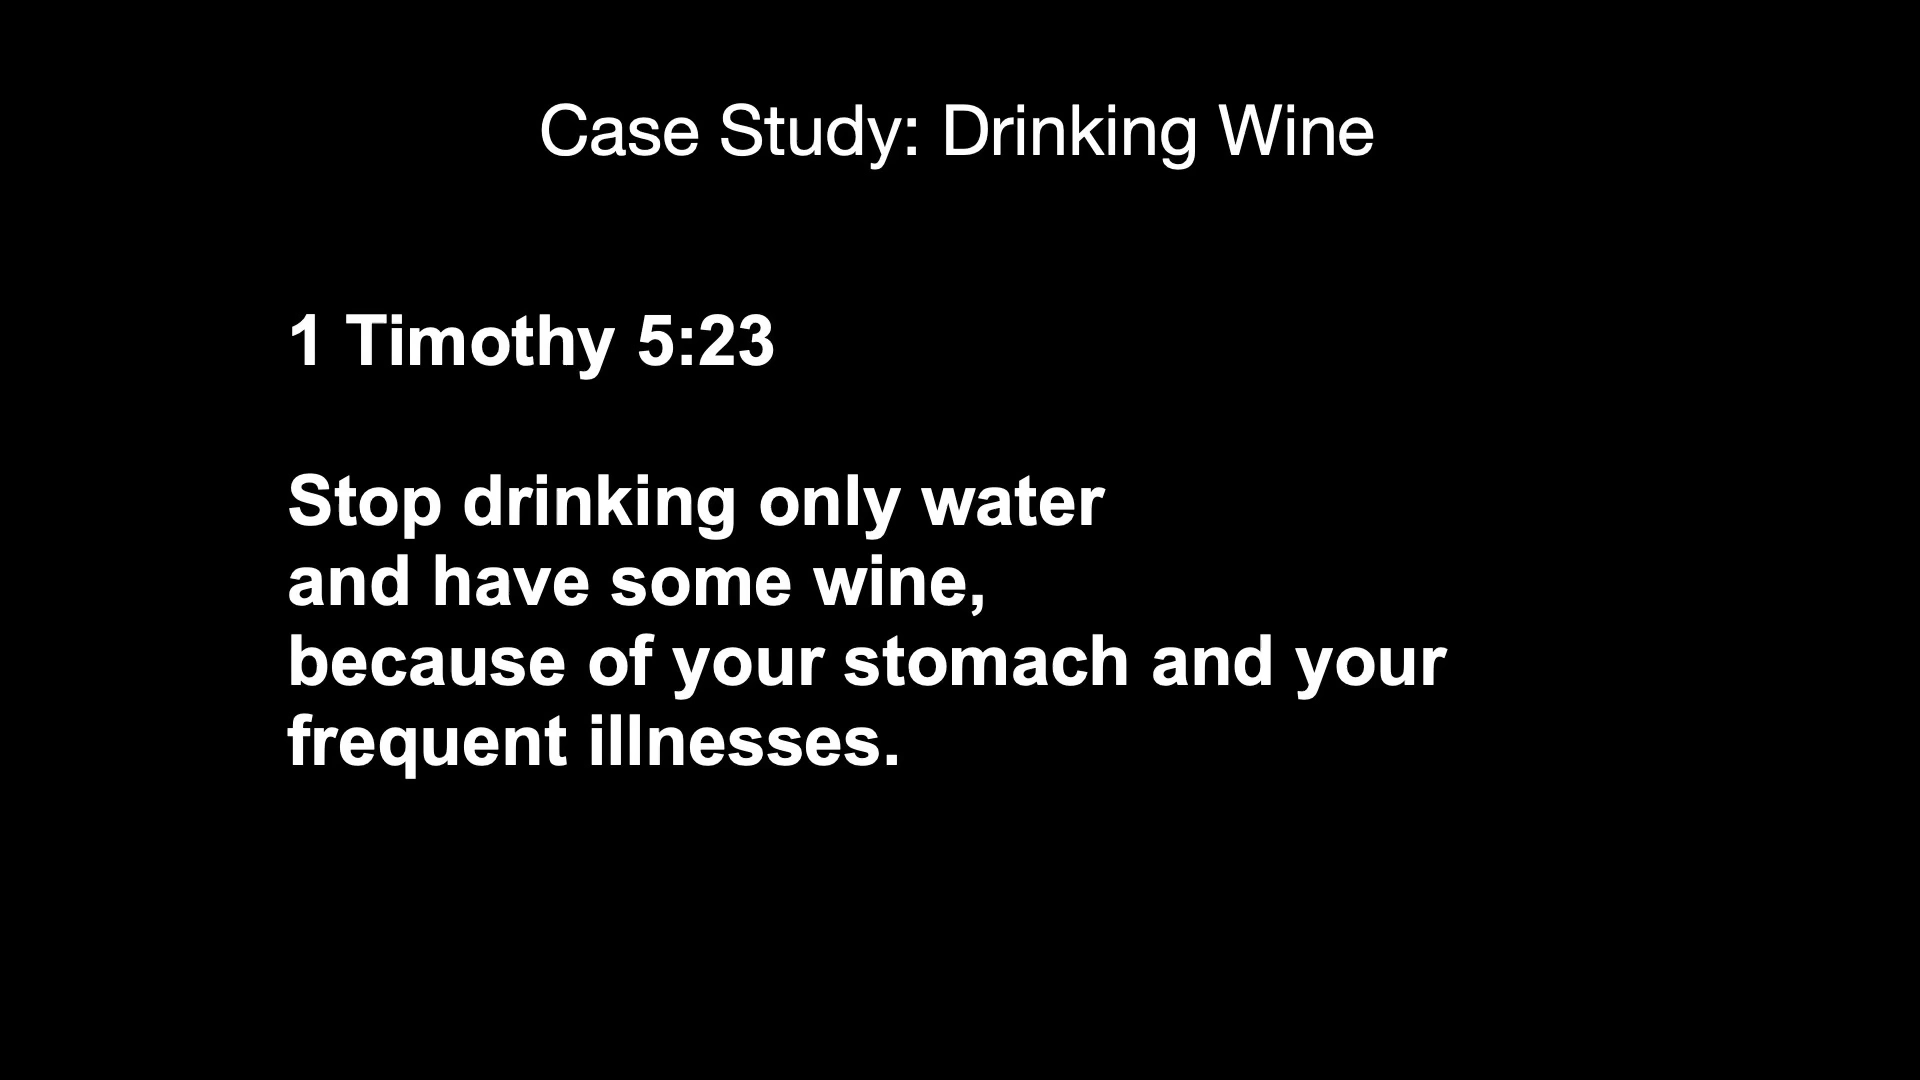 Case Study: Drinking Wine
1 Timothy 5:23
Stop drinking only water
and have some wine,
because of your stomach and your
frequent illnesses.